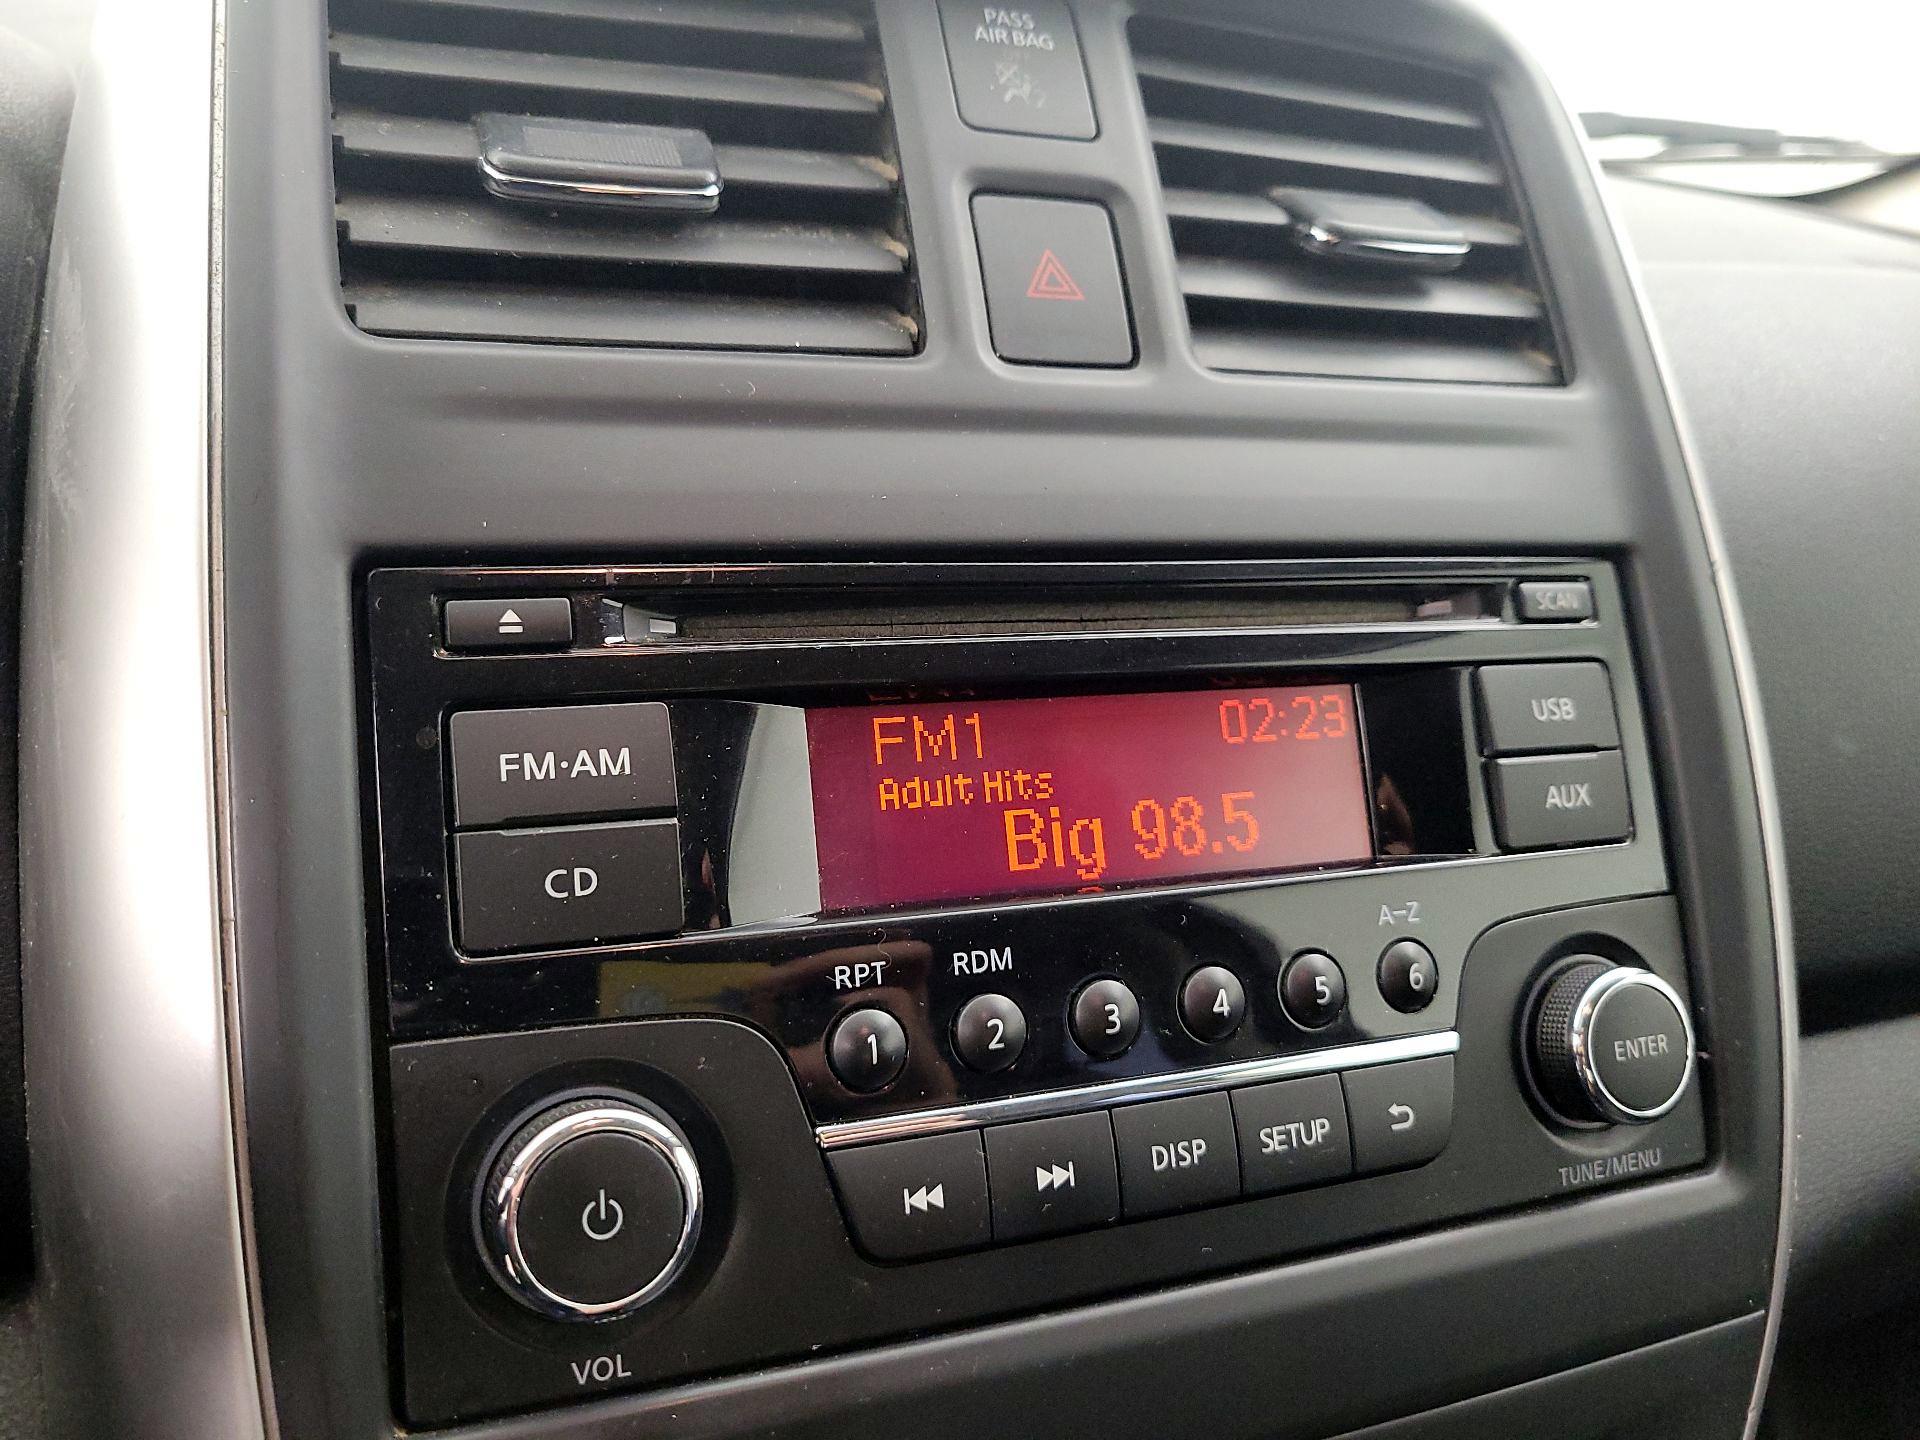 PASS
AIR BAG
SCAN
FM1 02:23
Adult Hits
Big 98.5
FM·AM
CD
USB
AUX
RPT RDM A-Z
1 2 3 4 5 6
DISP SETUP
ENTER
TUNE/MENU
VOL